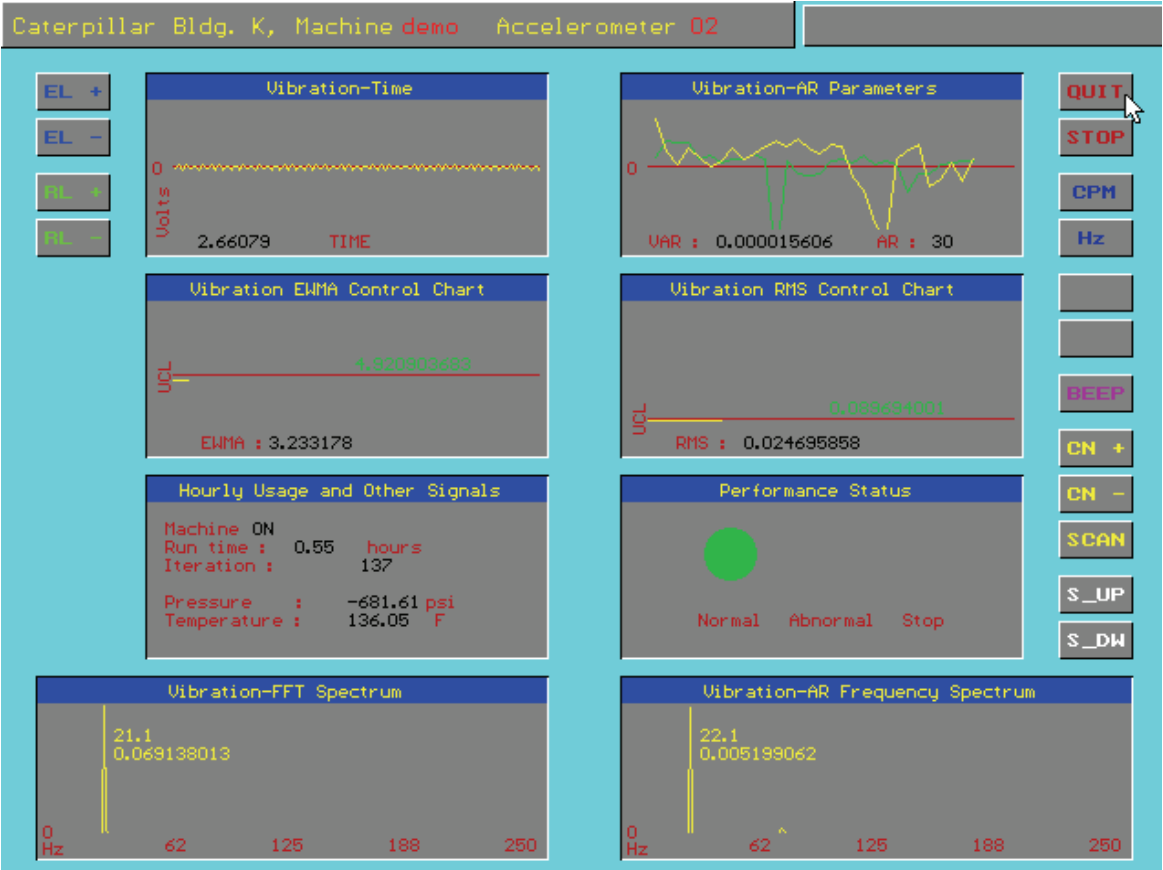 Caterpillar Bldg. K, Machine demo Accelerometer 02
EL +
EL -
RL +
RL -
Vibration-Time
0
Volts
2.66079 TIME
Vibration-AR Parameters
0
VAR : 0.000015606 AR : 30
QUIT
STOP
CPM
Hz
BEEP
CN +
CN -
SCAN
S_UP
S_DW
Vibration EWMA Control Chart
UCL
EWMA : 3.233178
Vibration RMS Control Chart
0.089694001
UCL
RMS : 0.024695858
Hourly Usage and Other Signals
Machine ON
Run time : 0.55 hours
Iteration : 137
Pressure : -681.61 psi
Temperature : 136.05 F
Performance Status
Normal Abnormal Stop
Vibration-FFT Spectrum
21.1
0.069138013
0
Hz 62 125 188 250
Vibration-AR Frequency Spectrum
22.1
0.005199062
0
Hz 62 125 188 250